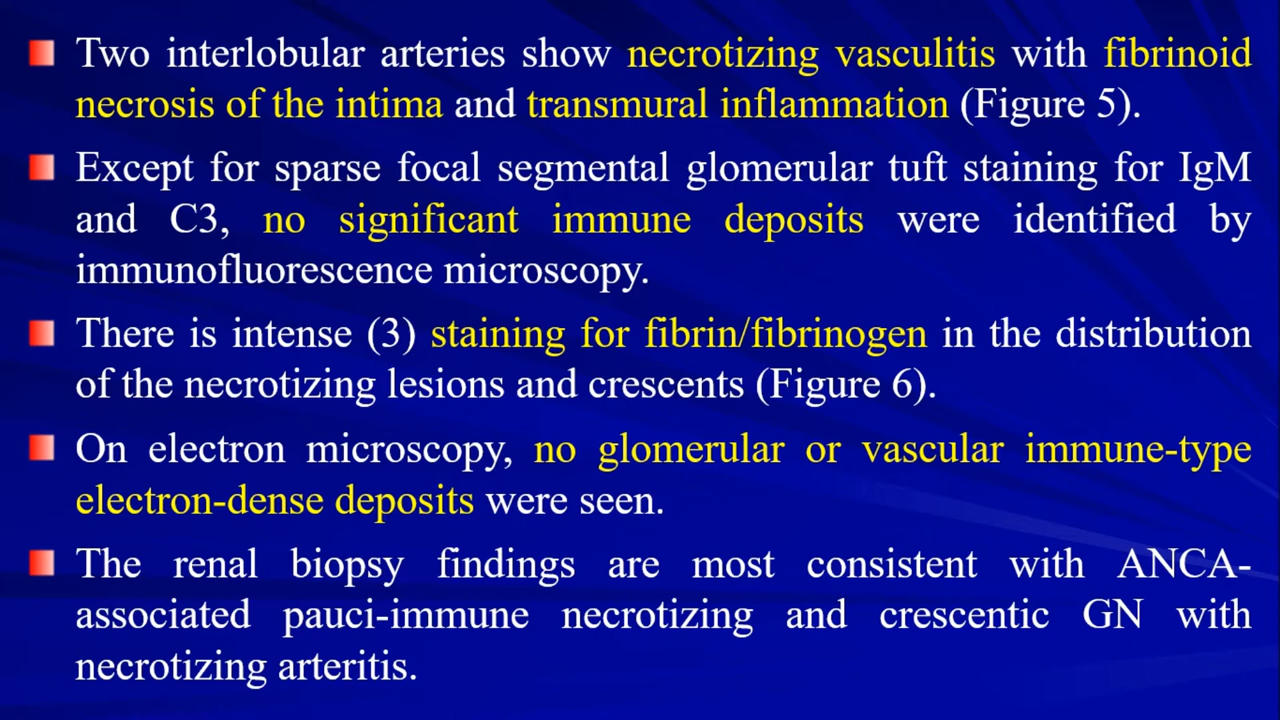 Two interlobular arteries show necrotizing vasculitis with fibrinoid
necrosis of the intima and transmural inflammation (Figure 5).
Except for sparse focal segmental glomerular tuft staining for IgM
and C3, no significant immune deposits were identified by
immunofluorescence microscopy.
There is intense (3) staining for fibrin/fibrinogen in the distribution
of the necrotizing lesions and crescents (Figure 6).
On electron microscopy, no glomerular or vascular immune-type
electron-dense deposits were seen.
The renal biopsy findings are most consistent with ANCA-
associated pauci-immune necrotizing and crescentic GN with
necrotizing arteritis.